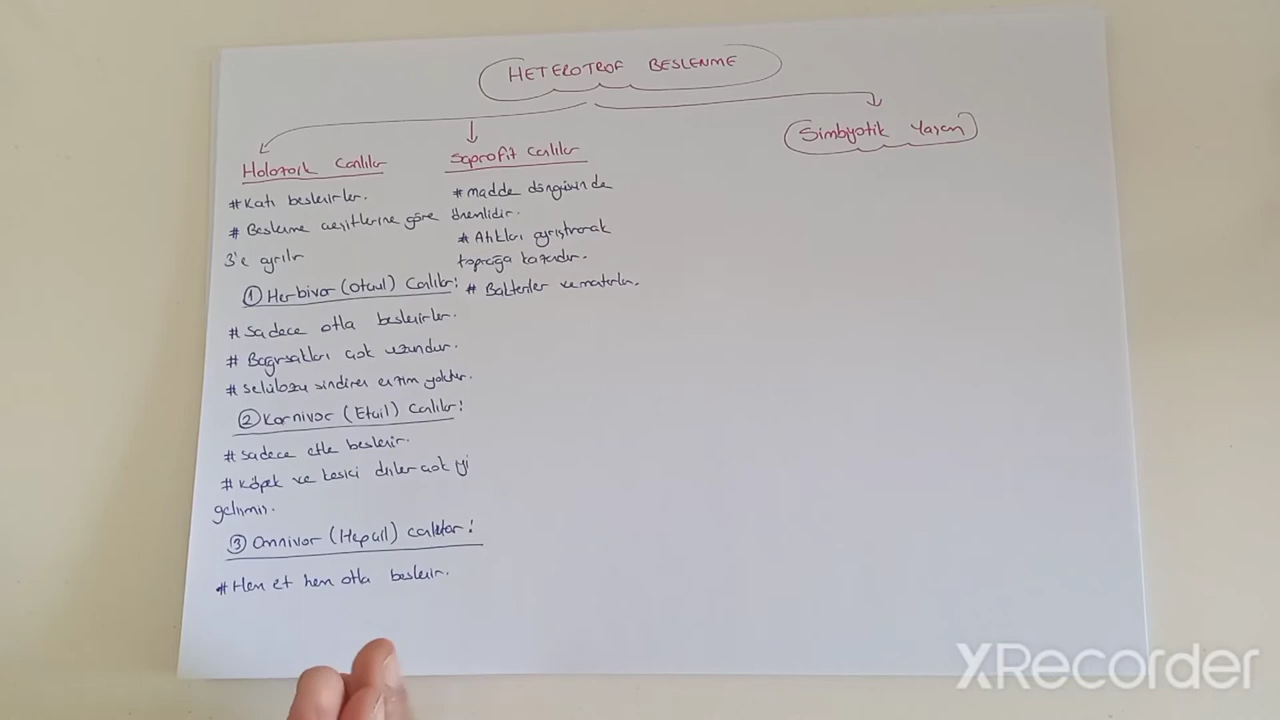 HETEROTROF BESLENME
Holozoik Canlılar
# Katı beslenirler.
# Beslenme çeşitlerine göre
3'e ayrılır
① Herbivor (Otçul) Canlılar:
# Sadece otla beslenirler.
# Bağırsakları çok uzundur.
# Selülozu sindiren enzim yoktur.
② Karnivor (Etçil) Canlılar:
# Sadece etle beslenir.
# Köpek ve kesici dişler çok iyi
gelişmiş.
③ Omnivor (Hepçil) Canlılar:
# Hem et hem otla beslenir.
Saprofit Canlılar
# Madde döngüsünde
önemlidir.
# Atıkları ayrıştırarak
toprağa kazandır.
# Bakteriler ve mantarlar.
Simbiyotik Yaşam
XRecorder